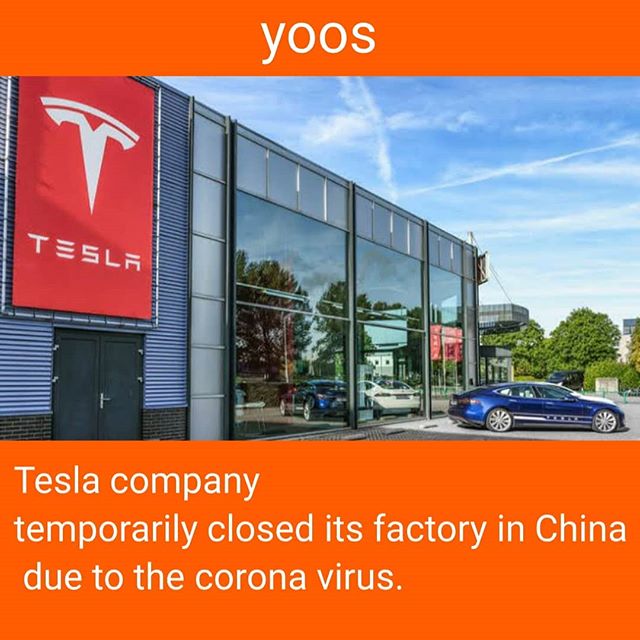 yoos
TESLA
Tesla company
temporarily closed its factory in China
due to the corona virus.